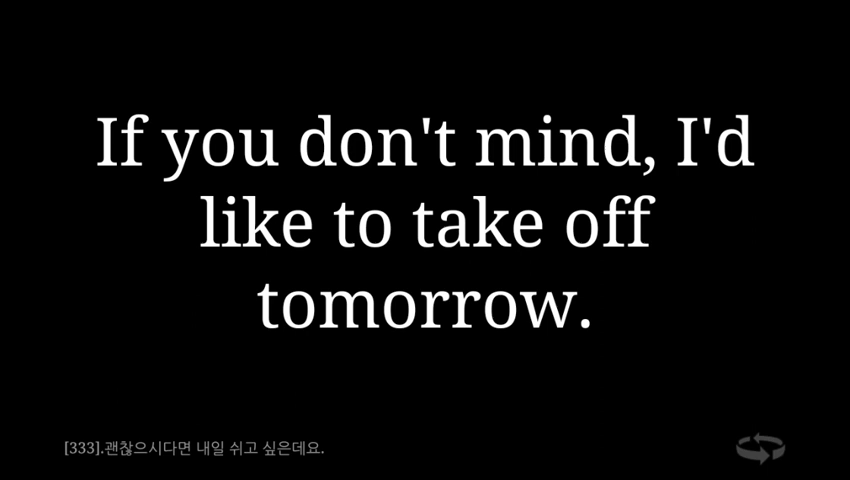 If you don't mind, I'd
like to take off
tomorrow.
[333].괜찮으시다면 내일 쉬고 싶은데요.